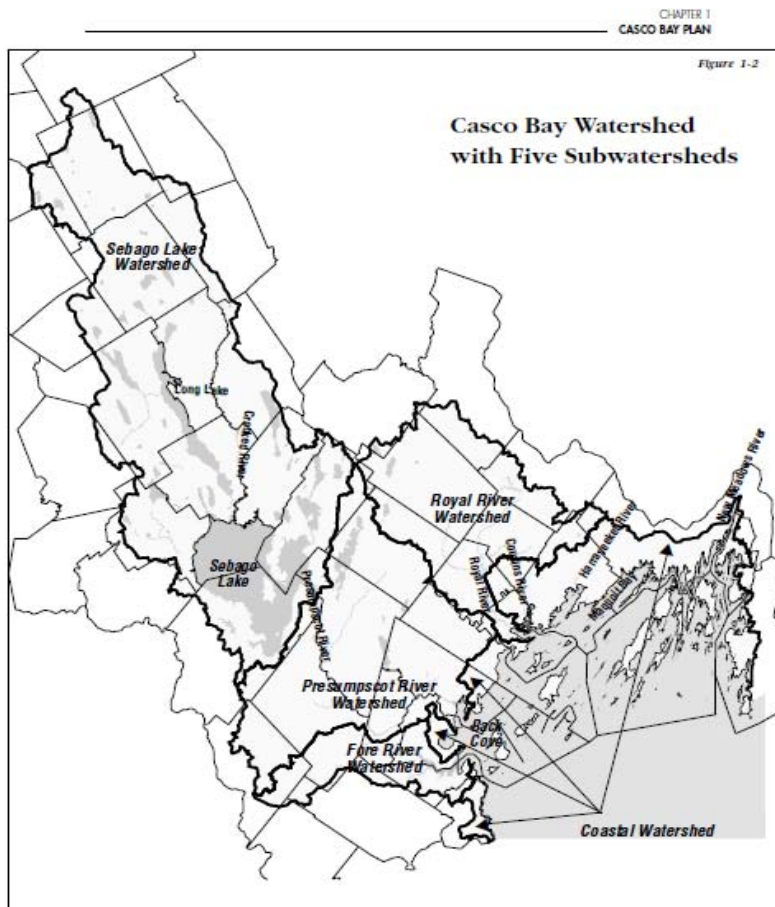 CHAPTER 1
CASCO BAY PLAN
Figure 1-2
Casco Bay Watershed
with Five Subwatersheds
Sebago Lake
Watershed
Long Lake
Crooked River
Royal River
Watershed
New Meadows River
Harraseeket River
Cousins River
Royal River
Maquoit Bay
Sebago
Lake
Presumpscot River
Presumpscot River
Watershed
Back
Cove
Fore River
Watershed
Coastal Watershed